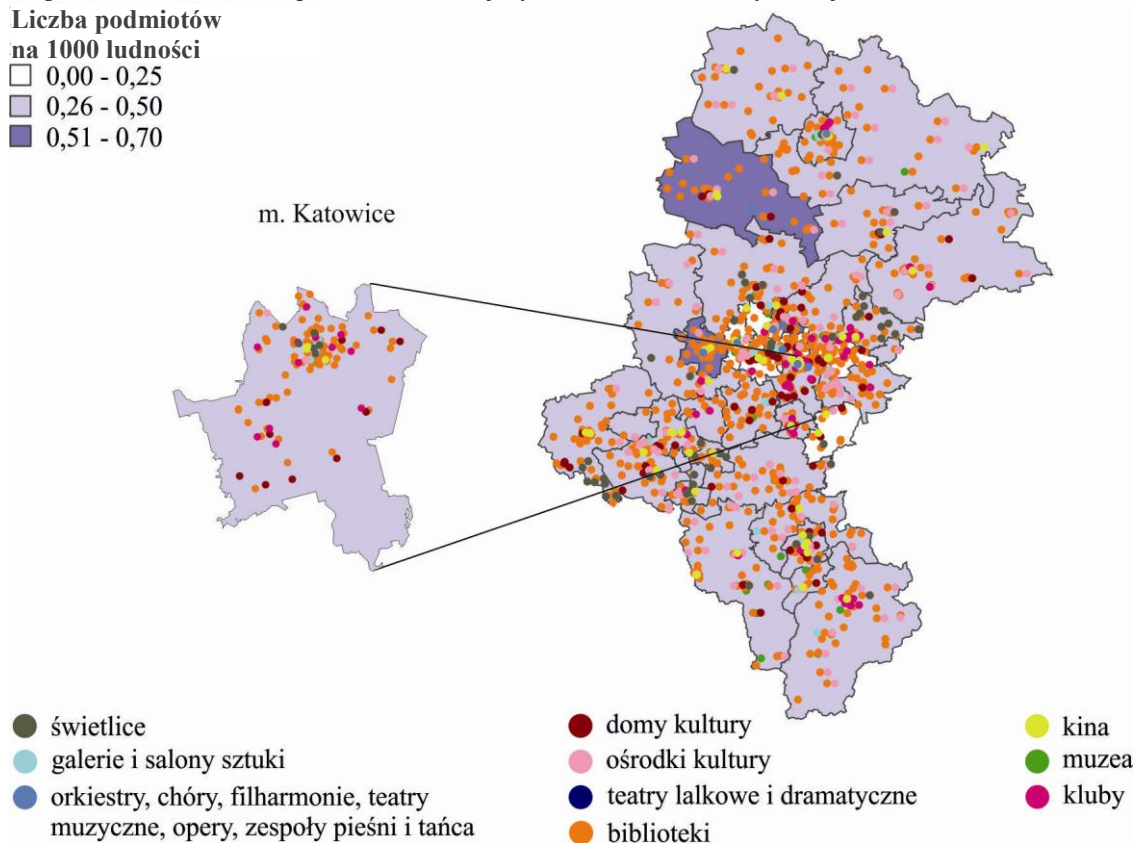 Liczba podmiotów
na 1000 ludności
0,00 - 0,25
0,26 - 0,50
0,51 - 0,70
m. Katowice
świetlice
galerie i salony sztuki
orkiestry, chóry, filharmonie, teatry
muzyczne, opery, zespoły pieśni i tańca
domy kultury
ośrodki kultury
teatry lalkowe i dramatyczne
biblioteki
kina
muzea
kluby